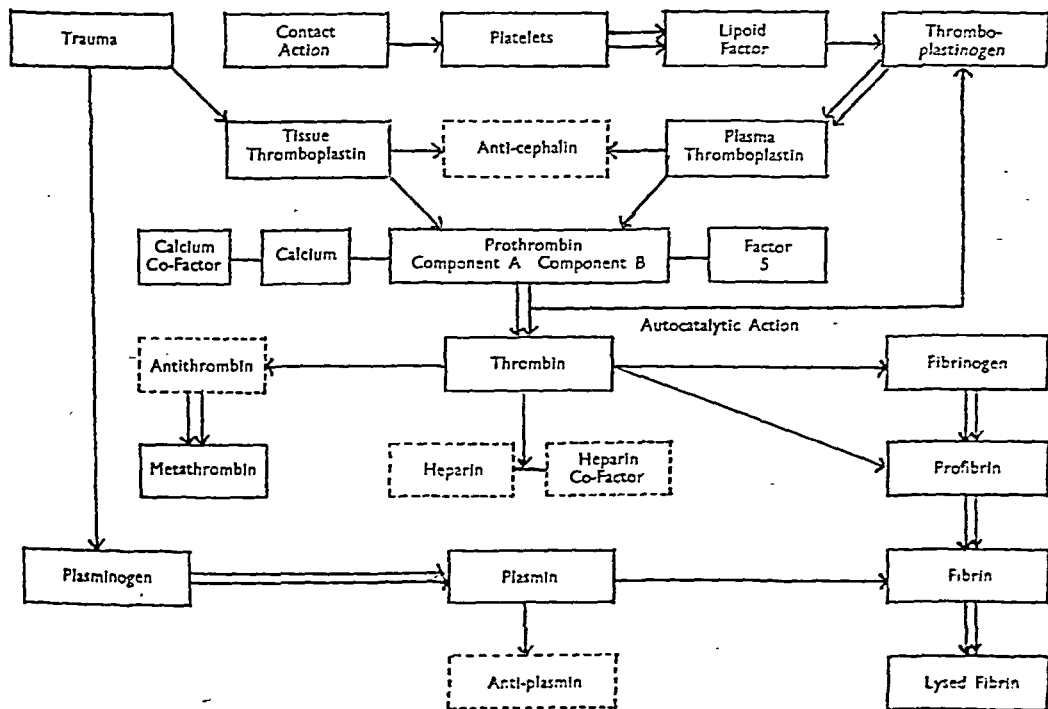 Trauma
Contact
Action
Platelets
Lipoid
Factor
Thrombo-
plastinogen
Tissue
Thromboplastin
Anti-cephalin
Plasma
Thromboplastin
Calcium
Co-Factor
Calcium
Prothrombin
Component A Component B
Factor
5
Autocatalytic Action
Antithrombin
Thrombin
Fibrinogen
Metathrombin
Heparin
Heparin
Co-Factor
Profibrin
Plasminogen
Plasmin
Fibrin
Anti-plasmin
Lysed Fibrin